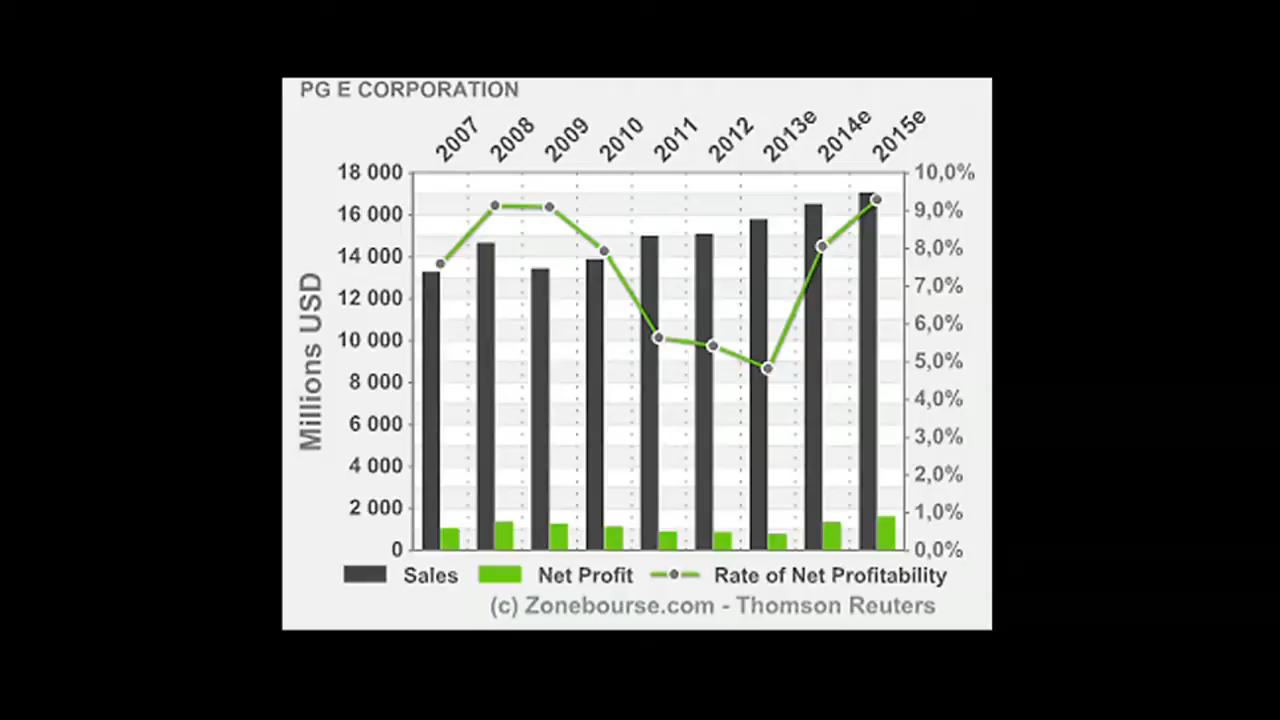 PG E CORPORATION
2007 2008 2009 2010 2011 2012 2013e 2014e 2015e
18 000 10,0%
16 000 9,0%
14 000 8,0%
12 000 7,0%
10 000 6,0%
8 000 5,0%
6 000 4,0%
4 000 3,0%
2 000 2,0%
0 1,0%
0,0%
Millions USD
Sales Net Profit Rate of Net Profitability
(c) Zonebourse.com - Thomson Reuters